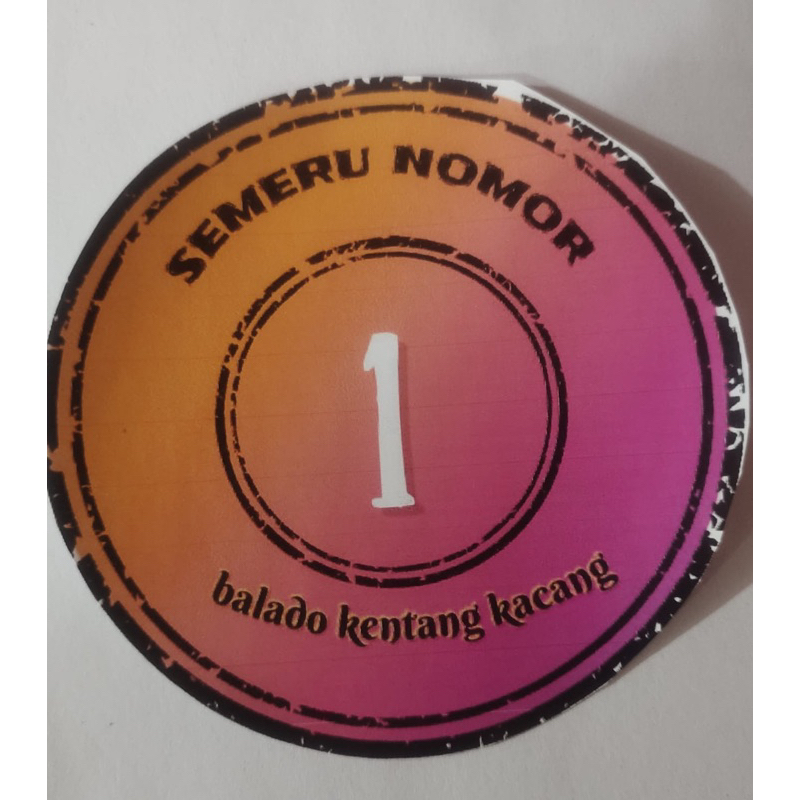 SEMERU NOMOR
1
balado kentang kacang